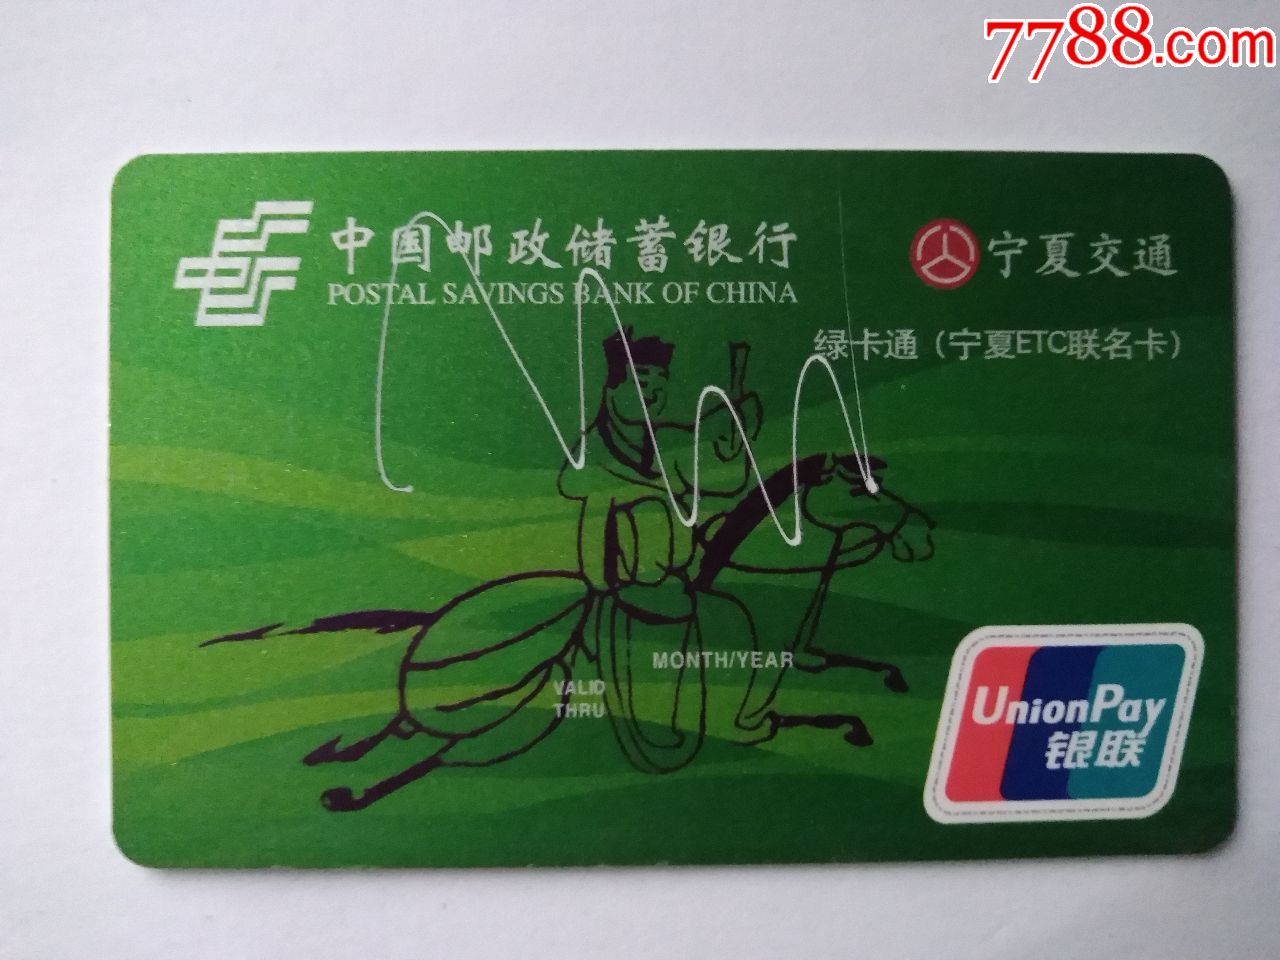 7788.com
中国邮政储蓄银行
POSTAL SAVINGS BANK OF CHINA
宁夏交通
绿卡通（宁夏ETC联名卡）
MONTH/YEAR
VALID
THRU
UnionPay
银联